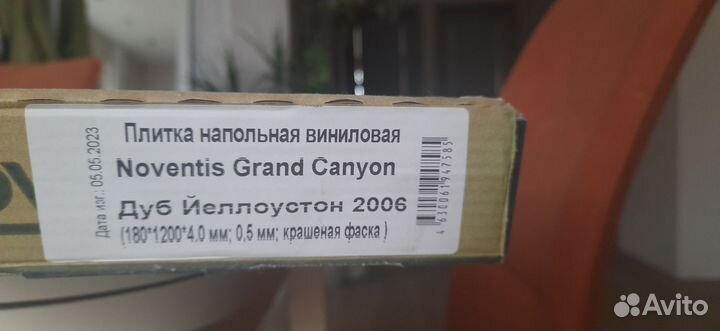 Плитка напольная виниловая
Noventis Grand Canyon
Дуб Йеллоустон 2006
(180*1200*4.0 мм; 0,5 мм; крашеная фаска )
Дата изг.: 05.05.2023
4630061947585
Avito